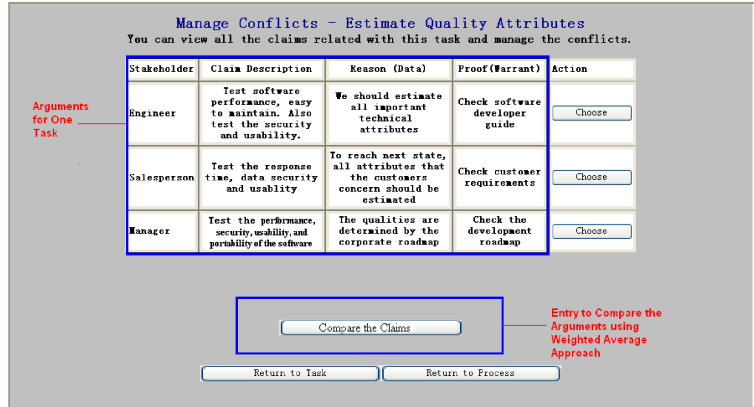 Manage Conflicts - Estimate Quality Attributes
You can view all the claims related with this task and manage the conflicts.
Stakeholder Claim Description Reason (Data) Proof(Warrant) Action
Engineer
Test software
performance, easy
to maintain. Also
test the security
and usability.
We should estimate
all important
technical
attributes
Check software
developer
guide
Choose
Salesperson
Test the response
time, data security
and usablity
To reach next state,
all attributes that
the customers
concern should be
estimated
Check customer
requirements
Choose
Manager
Test the performance,
security, usability, and
portability of the software
The qualities are
determined by the
corporate roadmap
Check the
development
roadmap
Choose
Arguments
for One
Task
Compare the Claims
Entry to Compare the
Arguments using
Weighted Average
Approach
Return to Task Return to Process